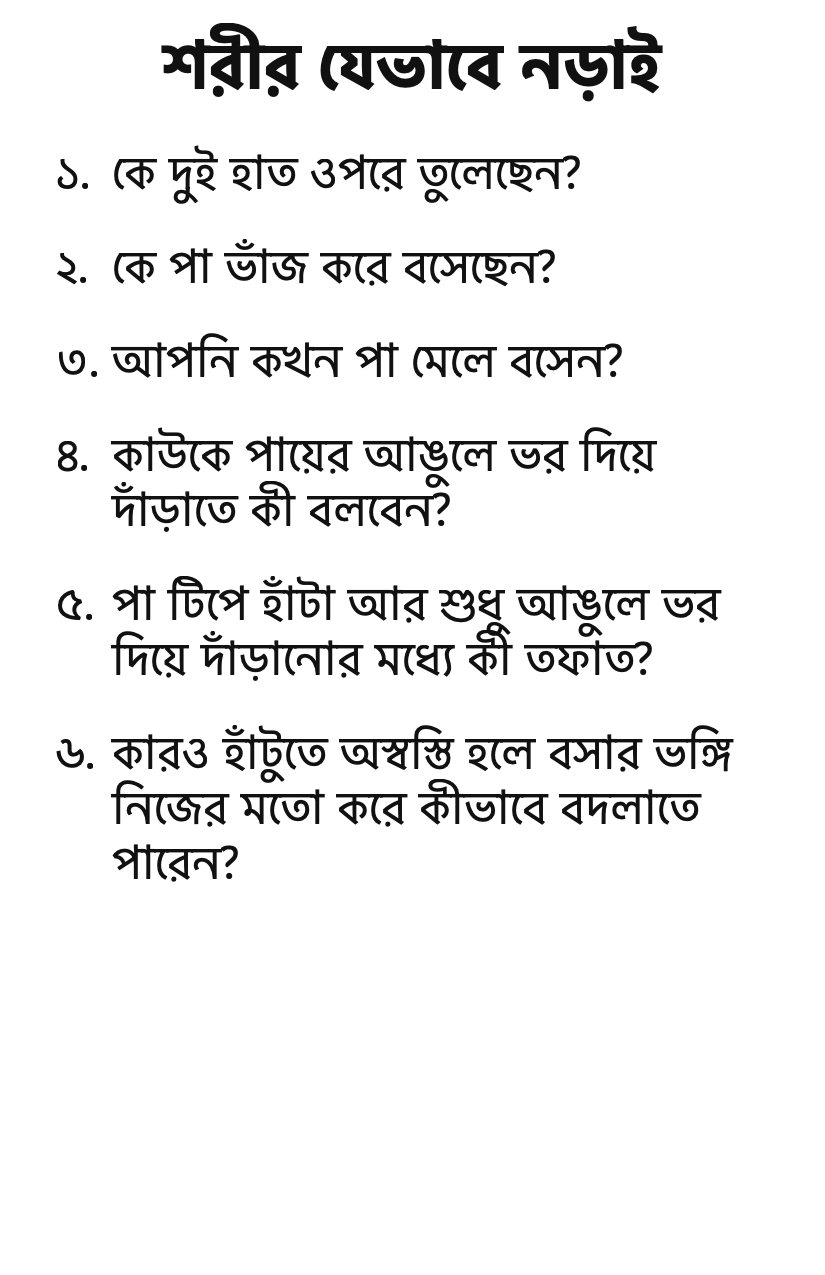 শরীর যেভাবে নড়াই
১. কে দুই হাত ওপরে তুলেছেন?
২. কে পা ভাঁজ করে বসেছেন?
৩. আপনি কখন পা মেলে বসেন?
৪. কাউকে পায়ের আঙুলে ভর দিয়ে
দাঁড়াতে কী বলবেন?
৫. পা টিপে হাঁটা আর শুধু আঙুলে ভর
দিয়ে দাঁড়ানোর মধ্যে কী তফাত?
৬. কারও হাঁটুতে অস্বস্তি হলে বসার ভঙ্গি
নিজের মতো করে কীভাবে বদলাতে
পারেন?